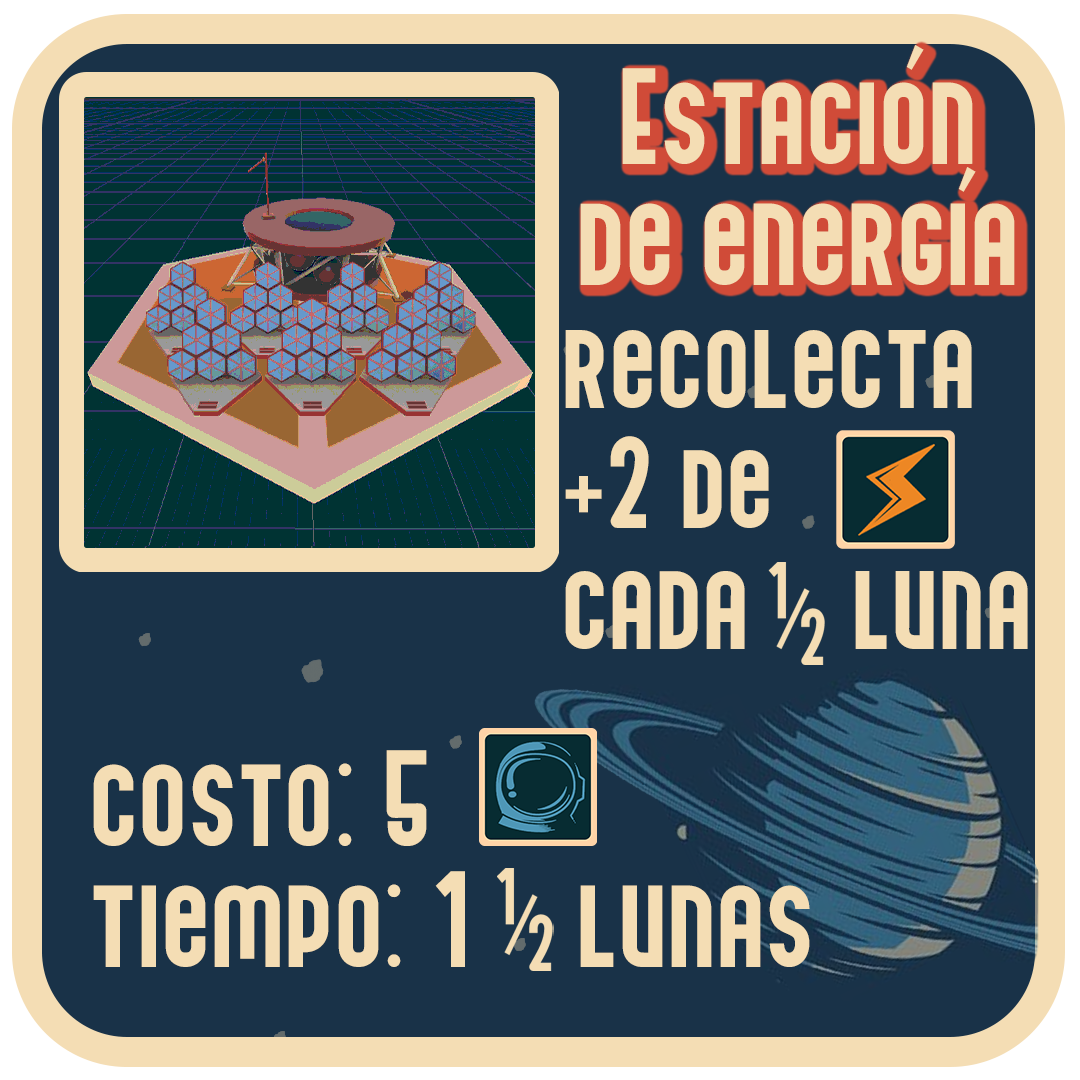 Estación
de energía
Recolecta
+2 de
cada ½ luna
Costo: 5
Tiempo: 1 ½ lunas